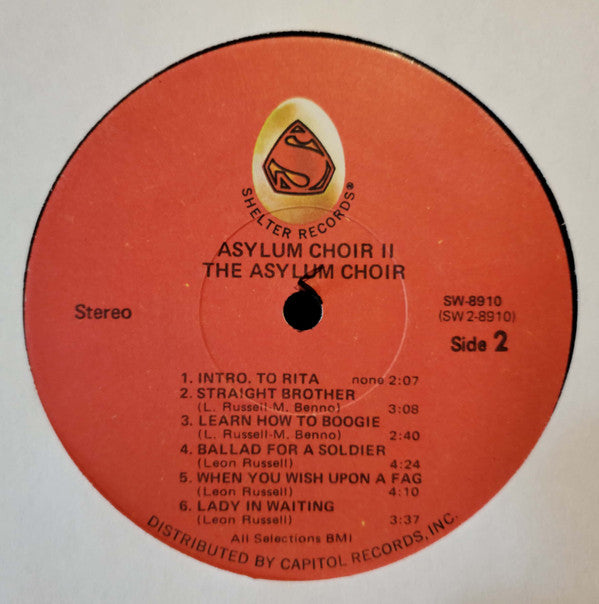 S
SHELTER RECORDS®
ASYLUM CHOIR II
THE ASYLUM CHOIR
Stereo
SW-8910
(SW 2-8910)
Side 2
1. INTRO. TO RITA none 2:07
2. STRAIGHT BROTHER
(L. Russell-M. Benno) 3:08
3. LEARN HOW TO BOOGIE
(L. Russell-M. Benno) 2:40
4. BALLAD FOR A SOLDIER
(Leon Russell) 4:24
5. WHEN YOU WISH UPON A FAG
(Leon Russell) 4:10
6. LADY IN WAITING
(Leon Russell) 3:37
All Selections BMI
DISTRIBUTED BY CAPITOL RECORDS, INC.